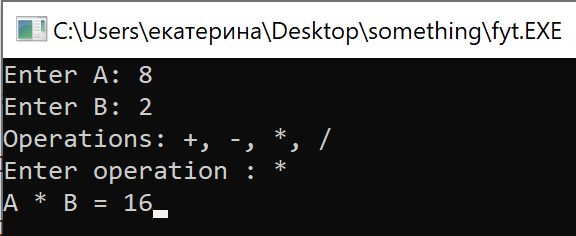 C:\Users\екатерина\Desktop\something\fyt.EXE
Enter A: 8
Enter B: 2
Operations: +, -, *, /
Enter operation : *
A * B = 16